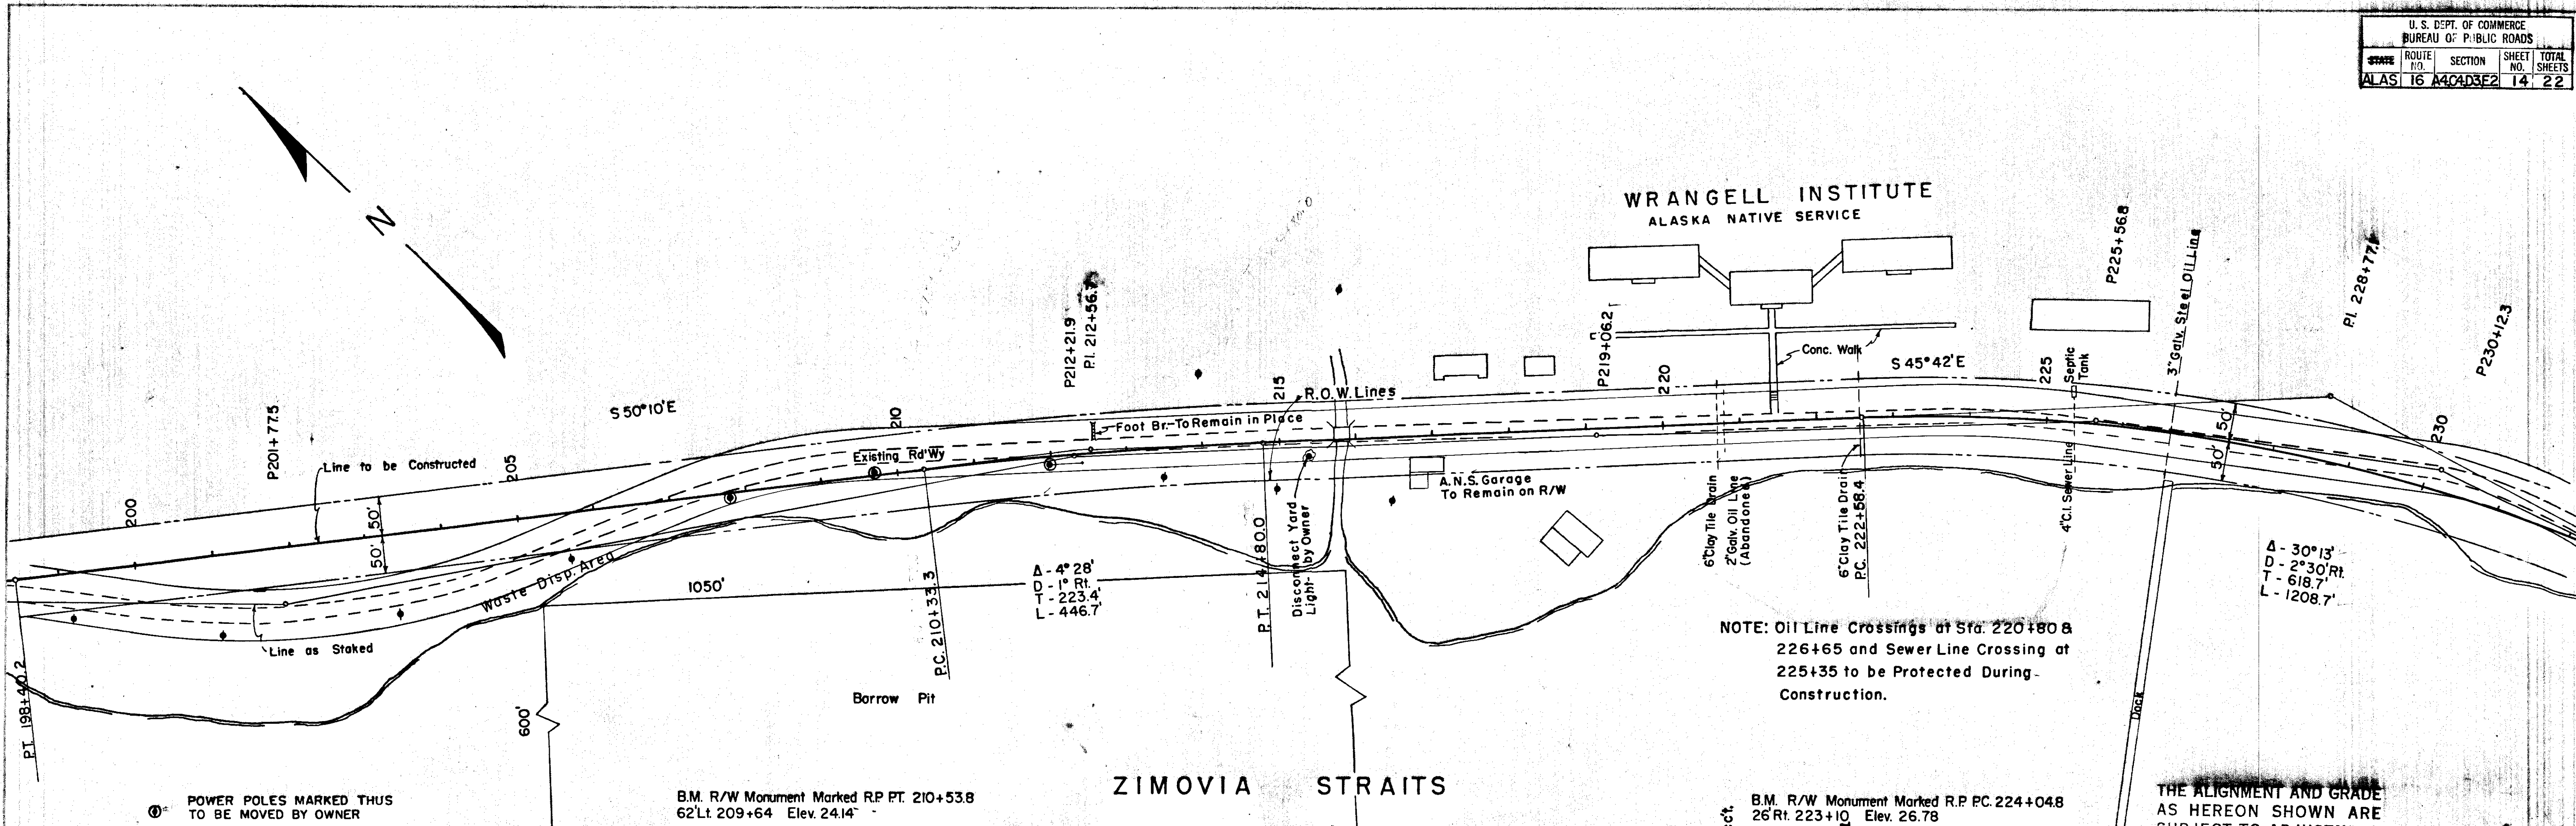 U. S. DEPT. OF COMMERCE
BUREAU OF PUBLIC ROADS
STATE ROUTE NO. SECTION SHEET NO. TOTAL SHEETS
ALAS 16 A4C4D3E2 14 22
N
WRANGELL INSTITUTE
ALASKA NATIVE SERVICE
P201+77.5
S 50°10'E
P212+21.9
P.I. 212+56.7
P219+06.2
Conc. Walk
S 45°42'E
P225+56.8
3" Galv. Steel Oil Line
P.I. 228+77.1
P230+12.3
200
205
210
215
220
225
230
Septic
Tank
R.O.W. Lines
Foot Br.-To Remain in Place
Existing Rd'Wy
Line to be Constructed
50' 50'
50' 50'
Waste Disp. Area
Line as Staked
A.N.S. Garage
To Remain on R/W
Disconnect Yard
Light-by Owner
6" Clay Tile Drain
2" Galv. Oil Line
(Abandoned)
6" Clay Tile Drain
P.C. 222+58.4
4" C.I. Sewer Line
P.T. 198+40.2
1050'
600'
P.C. 210+33.3
Δ - 4° 28'
D - 1° Rt.
T - 223.4'
L - 446.7'
P.T. 214+80.0
Δ - 30°13'
D - 2°30'Rt.
T - 618.7'
L - 1208.7'
Borrow Pit
NOTE: Oil Line Crossings at Sta. 220+80 &
226+65 and Sewer Line Crossing at
225+35 to be Protected During
Construction.
Dock
ZIMOVIA STRAITS
POWER POLES MARKED THUS
TO BE MOVED BY OWNER
B.M. R/W Monument Marked R.P. P.T. 210+53.8
62' Lt. 209+64 Elev. 24.14
B.M. R/W Monument Marked R.P. P.C. 224+04.8
26' Rt. 223+10 Elev. 26.78
THE ALIGNMENT AND GRADE
AS HEREON SHOWN ARE